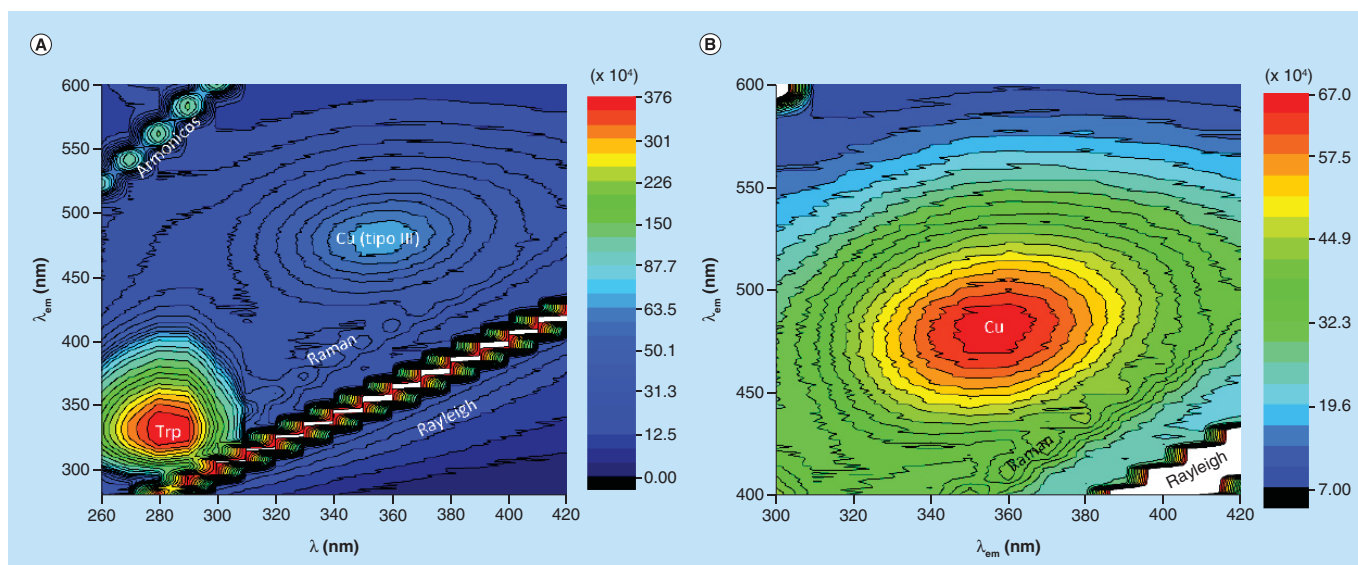 A
(x 10⁴)
600
550
500
450
400
350
300
λem (nm)
Armonicos
Cu (tipo III)
Raman
Rayleigh
Trp
260 280 300 320 340 360 380 400 420
λ (nm)
376
301
226
150
87.7
63.5
50.1
31.3
12.5
0.00
B
(x 10⁴)
600
550
500
450
400
λem (nm)
Cu
Raman
Rayleigh
300 320 340 360 380 400 420
λem (nm)
67.0
57.5
44.9
32.3
19.6
7.00